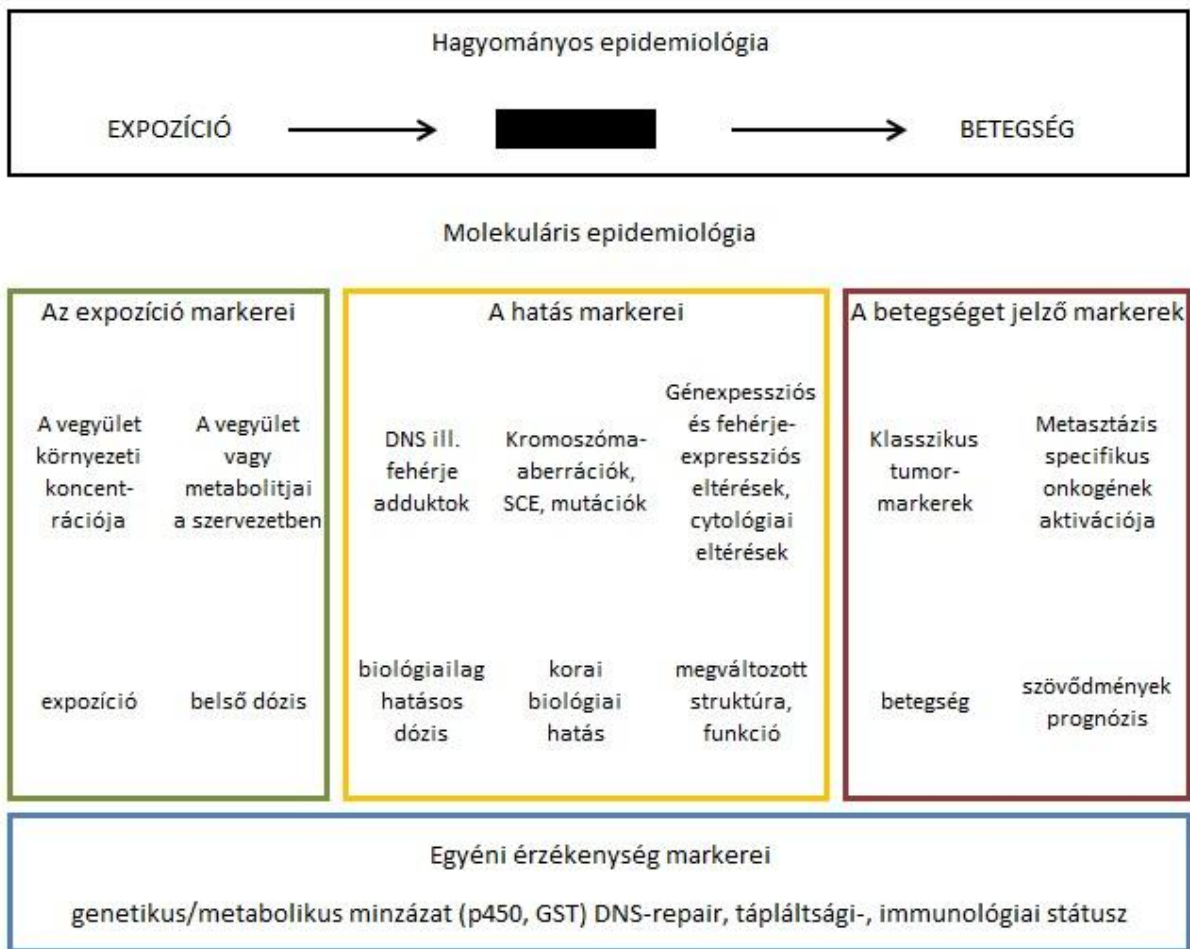 Hagyományos epidemiológia
EXPOZÍCIÓ
BETEGSÉG
Molekuláris epidemiológia
Az expozíció markerei
A vegyület
környezeti
koncent-
rációja
A vegyület
vagy
metabolitjai
a szervezetben
expozíció
belső dózis
A hatás markerei
DNS ill.
fehérje
adduktok
Kromoszóma-
aberrációk,
SCE, mutációk
Génexpessziós
és fehérje-
expressziós
eltérések,
cytológiai
eltérések
biológiailag
hatásos
dózis
korai
biológiai
hatás
megváltozott
struktúra,
funkció
A betegséget jelző markerek
Klasszikus
tumor-
markerek
Metasztázis
specifikus
onkogének
aktivációja
betegség
szövődmények
prognózis
Egyéni érzékenység markerei
genetikus/metabolikus minzázat (p450, GST) DNS-repair, tápláltsági-, immunológiai státusz